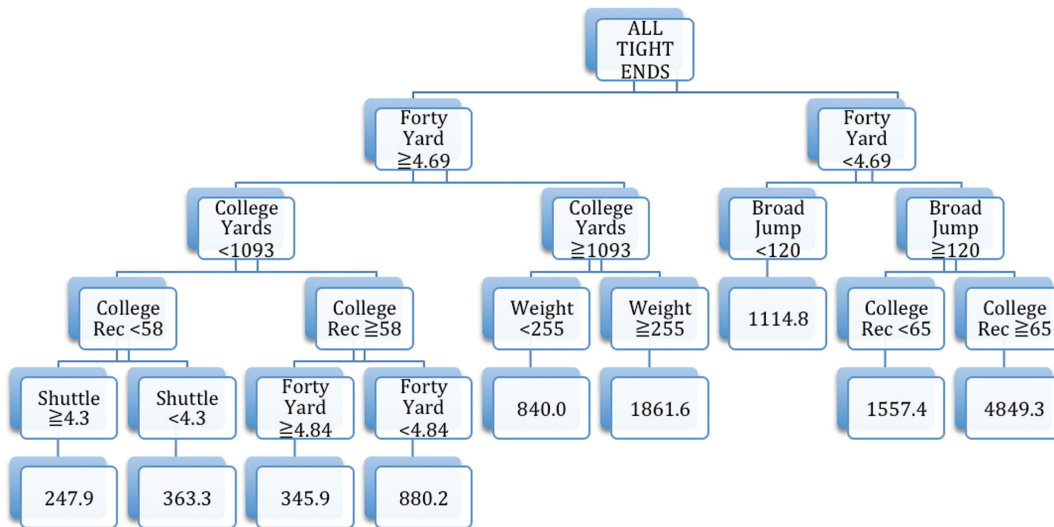 ALL
TIGHT
ENDS
Forty
Yard
≧4.69
Forty
Yard
<4.69
College
Yards
<1093
College
Yards
≧1093
Broad
Jump
<120
Broad
Jump
≧120
College
Rec <58
College
Rec ≧58
Weight
<255
Weight
≧255
1114.8
College
Rec <65
College
Rec ≧65
Shuttle
≧4.3
Shuttle
<4.3
Forty
Yard
≧4.84
Forty
Yard
<4.84
840.0
1861.6
1557.4
4849.3
247.9
363.3
345.9
880.2